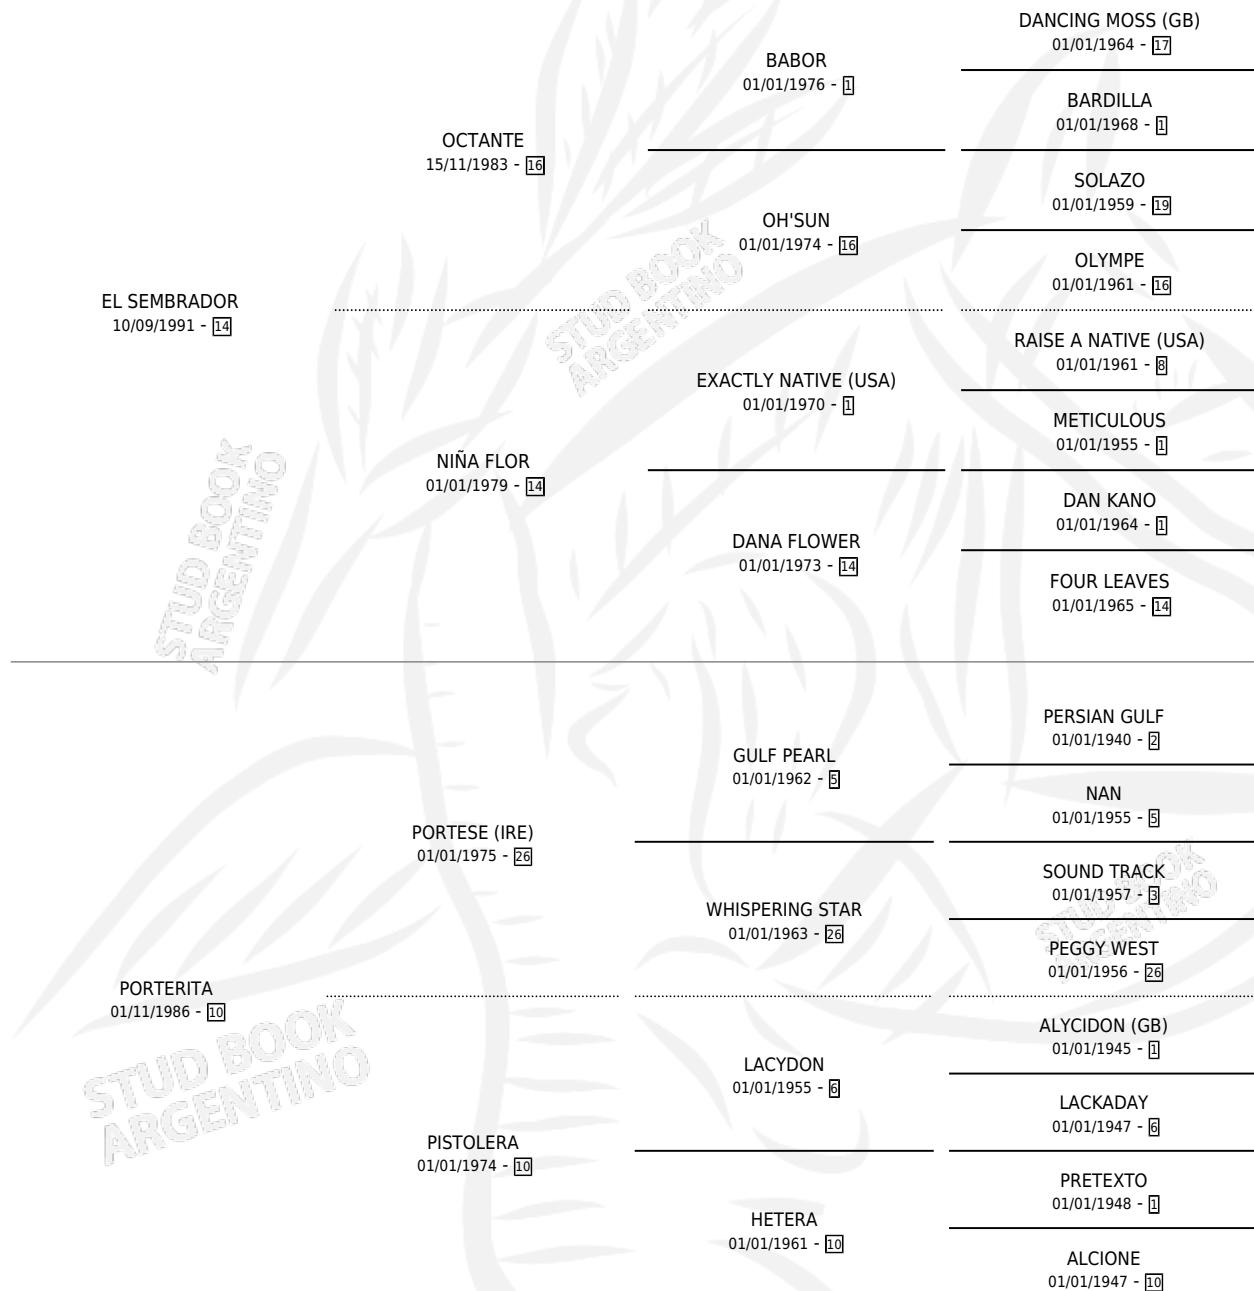 DANCING MOSS (GB)
01/01/1964 - 17
BABOR
01/01/1976 - 1
BARDILLA
01/01/1968 - 1
OCTANTE
15/11/1983 - 16
SOLAZO
01/01/1959 - 19
OH'SUN
01/01/1974 - 16
OLYMPE
01/01/1961 - 16
EL SEMBRADOR
10/09/1991 - 14
RAISE A NATIVE (USA)
01/01/1961 - 8
EXACTLY NATIVE (USA)
01/01/1970 - 1
METICULOUS
01/01/1955 - 1
NIÑA FLOR
01/01/1979 - 14
DAN KANO
01/01/1964 - 1
DANA FLOWER
01/01/1973 - 14
FOUR LEAVES
01/01/1965 - 14
PERSIAN GULF
01/01/1940 - 2
GULF PEARL
01/01/1962 - 5
NAN
01/01/1955 - 5
PORTESE (IRE)
01/01/1975 - 26
SOUND TRACK
01/01/1957 - 3
WHISPERING STAR
01/01/1963 - 26
PEGGY WEST
01/01/1956 - 26
PORTERITA
01/11/1986 - 10
ALYCIDON (GB)
01/01/1945 - 1
LACYDON
01/01/1955 - 6
LACKADAY
01/01/1947 - 6
PISTOLERA
01/01/1974 - 10
PRETEXTO
01/01/1948 - 1
HETERA
01/01/1961 - 10
ALCIONE
01/01/1947 - 10
STUD BOOK
ARGENTINO
STUD BOOK
ARGENTINO
STUD BOOK
ARGENTINO
STUD BOOK
ARGENTINO